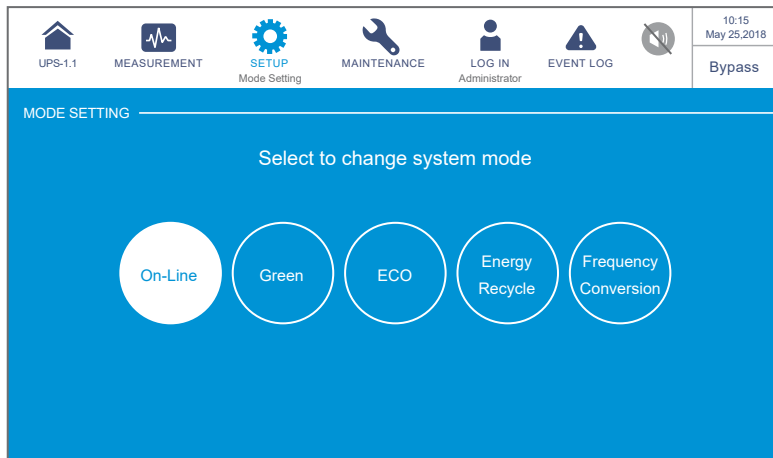 UPS-1.1
MEASUREMENT
SETUP
Mode Setting
MAINTENANCE
LOG IN
Administrator
EVENT LOG
10:15
May 25,2018
Bypass
MODE SETTING
Select to change system mode
On-Line
Green
ECO
Energy
Recycle
Frequency
Conversion